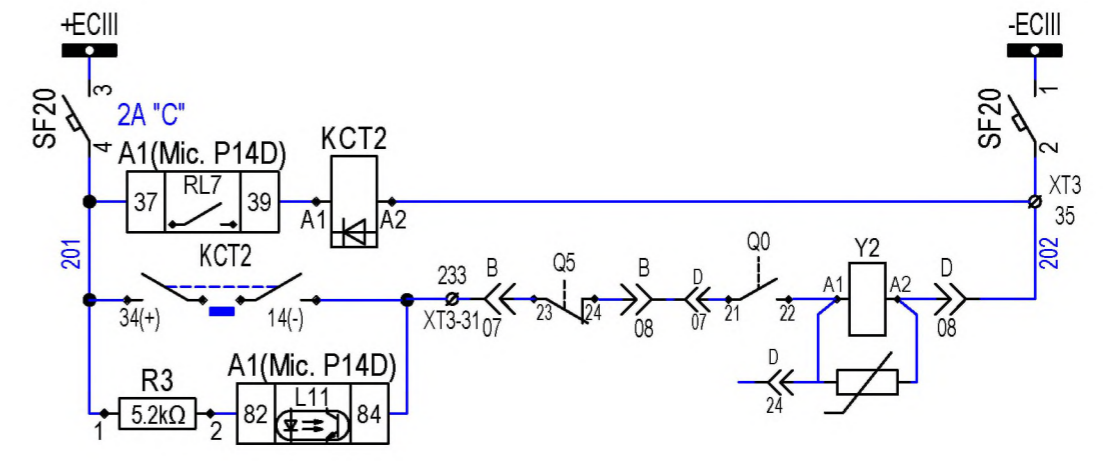 +ECIII
-ECIII
3
1
SF20
2A "C"
SF20
4
2
A1(Mic. P14D)
KCT2
37
RL7
39
A1
A2
XT3
35
201
KCT2
202
34(+)
14(-)
233
XT3-31
B
07
Q5
23
24
B
08
D
07
Q0
21
22
Y2
A1
A2
D
08
D
24
R3
5.2kΩ
1
2
A1(Mic. P14D)
82
L11
84